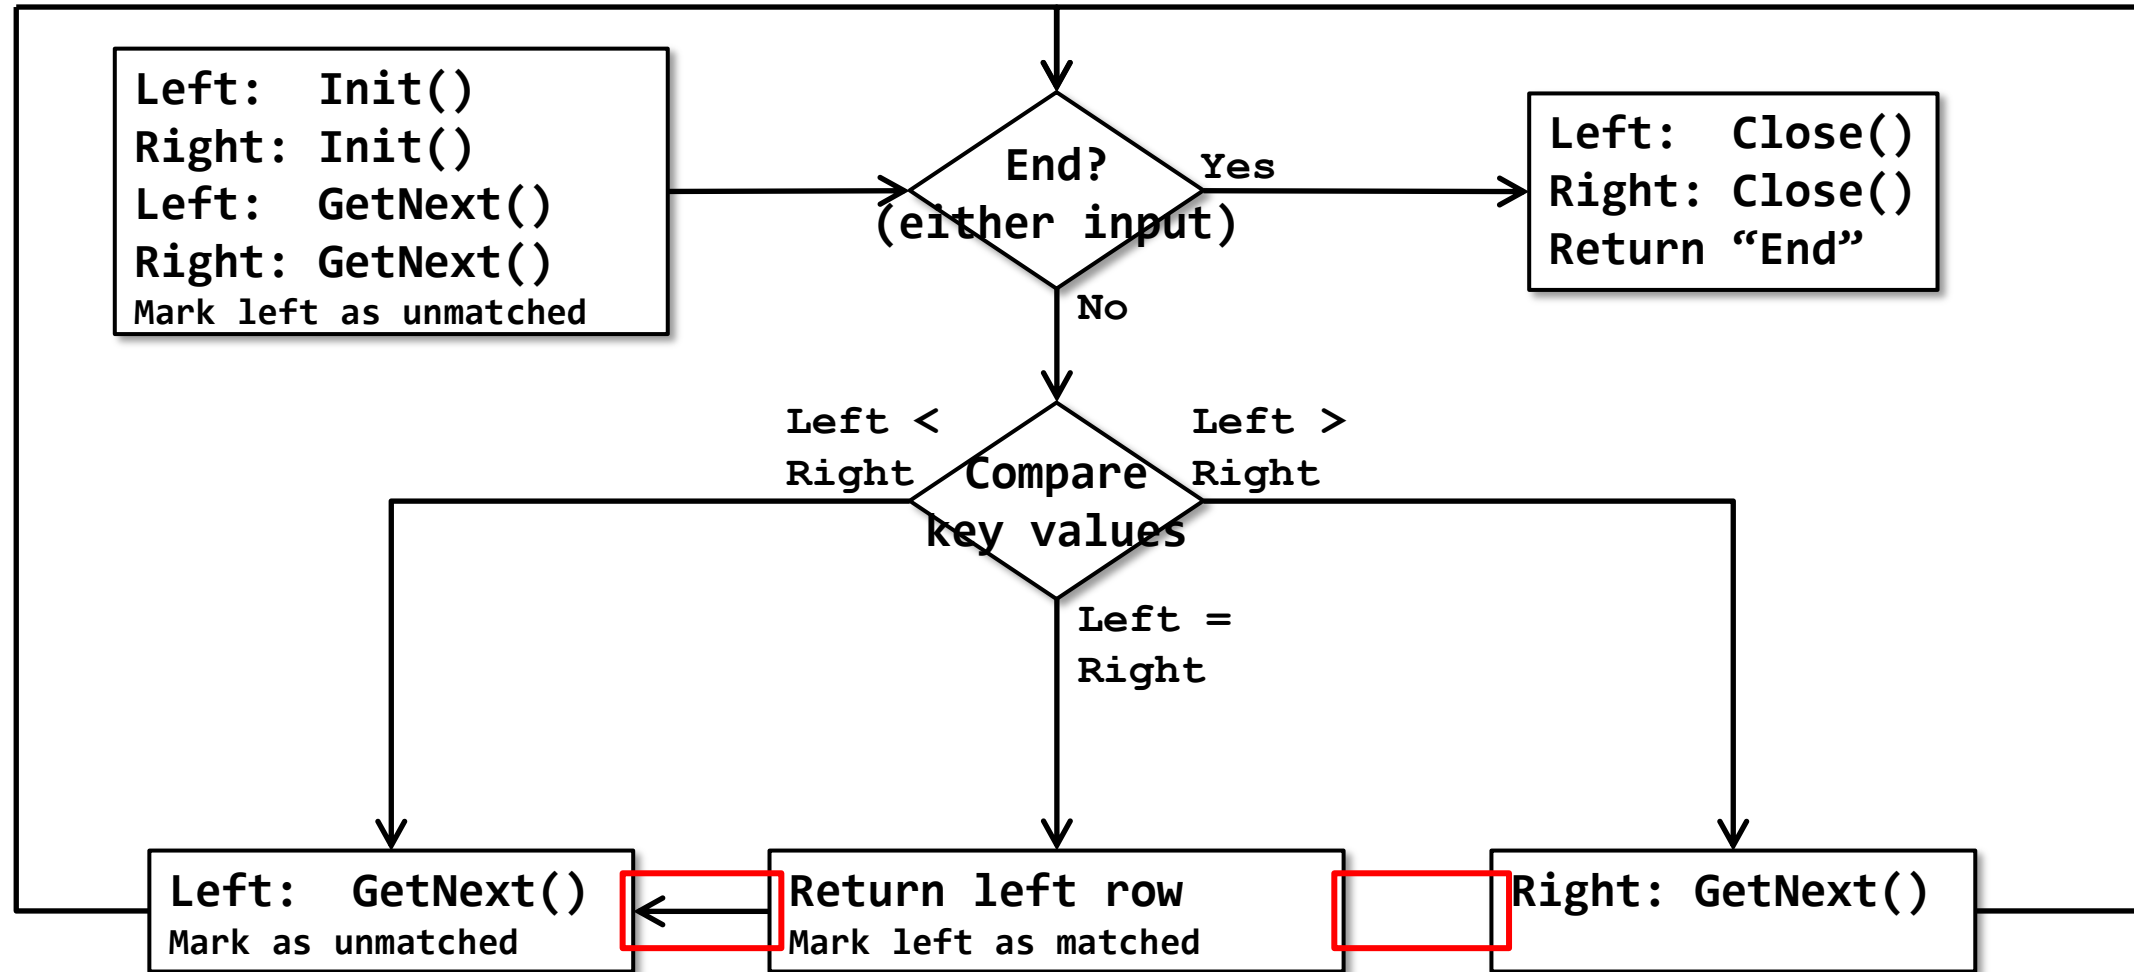 Left:  Init()
Right: Init()
Left:  GetNext()
Right: GetNext()
Mark left as unmatched
End?
(either input)
Yes
Left:  Close()
Right: Close()
Return “End”
No
Left <
Right
Compare
key values
Left >
Right
Left =
Right
Left:  GetNext()
Mark as unmatched
Return left row
Mark left as matched
Right: GetNext()